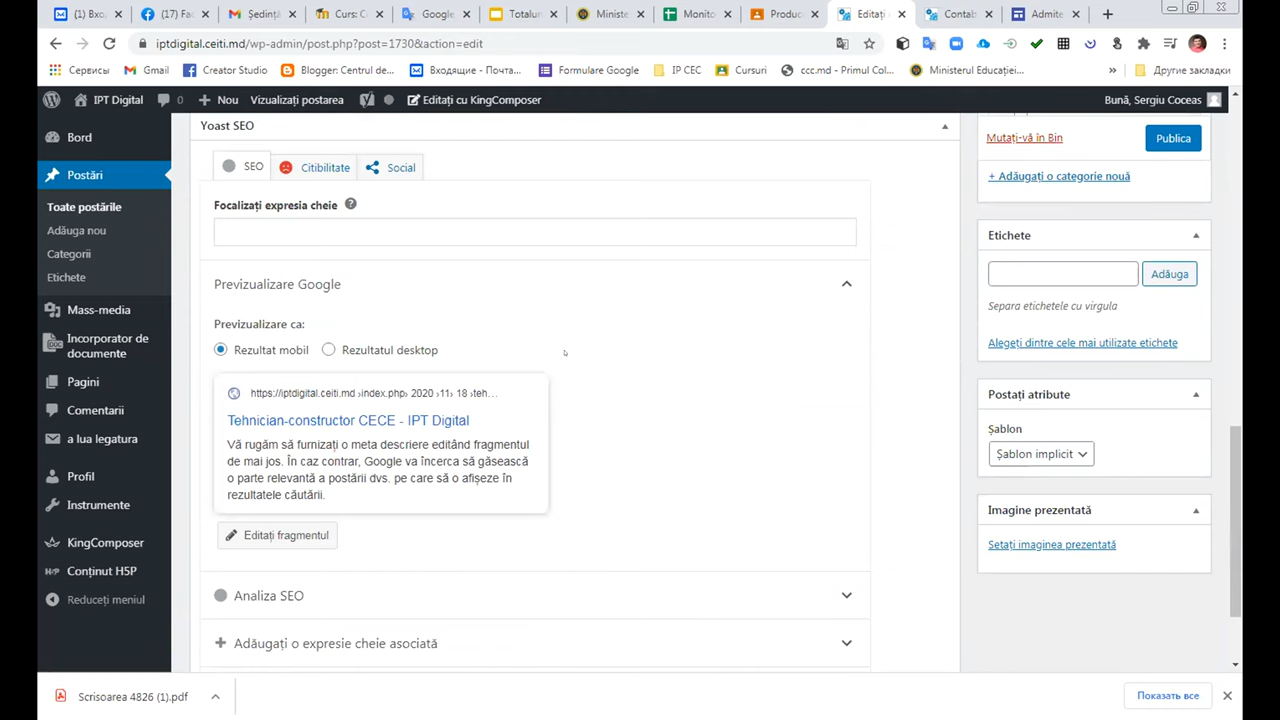 (1) Вхо
(17) Fa
Ședinț
Curs: C
Google
Totalur
Ministe
Monito
Produc
Editați
Contab
Admite
iptdigital.ceiti.md/wp-admin/post.php?post=1730&action=edit
Сервисы
Gmail
Creator Studio
Blogger: Centrul de...
Входящие - Почта...
Formulare Google
IP CEC
Cursuri
ccc.md - Primul Col...
Ministerul Educației...
»
Другие закладки
IPT Digital
0
Nou
Vizualizați postarea
Editați cu KingComposer
Bună, Sergiu Coceas
Bord
Postări
Toate postările
Adăuga nou
Categorii
Etichete
Mass-media
Incorporator de
documente
Pagini
Comentarii
a lua legatura
Profil
Instrumente
KingComposer
Conținut H5P
Reduceți meniul
Yoast SEO
SEO
Citibilitate
Social
Focalizați expresia cheie
Previzualizare Google
Previzualizare ca:
Rezultat mobil
Rezultatul desktop
https://iptdigital.ceiti.md ›index.php› 2020 ›11› 18 ›teh...
Tehnician-constructor CECE - IPT Digital
Vă rugăm să furnizați o meta descriere editând fragmentul
de mai jos. În caz contrar, Google va încerca să găsească
o parte relevantă a postării dvs. pe care să o afișeze în
rezultatele căutării.
Editați fragmentul
Analiza SEO
Adăugați o expresie cheie asociată
Mutați-vă în Bin
Publica
+ Adăugați o categorie nouă
Etichete
Adăuga
Separa etichetele cu virgula
Alegeți dintre cele mai utilizate etichete
Postați atribute
Șablon
Șablon implicit
Imagine prezentată
Setați imaginea prezentată
Scrisoarea 4826 (1).pdf
Показать все